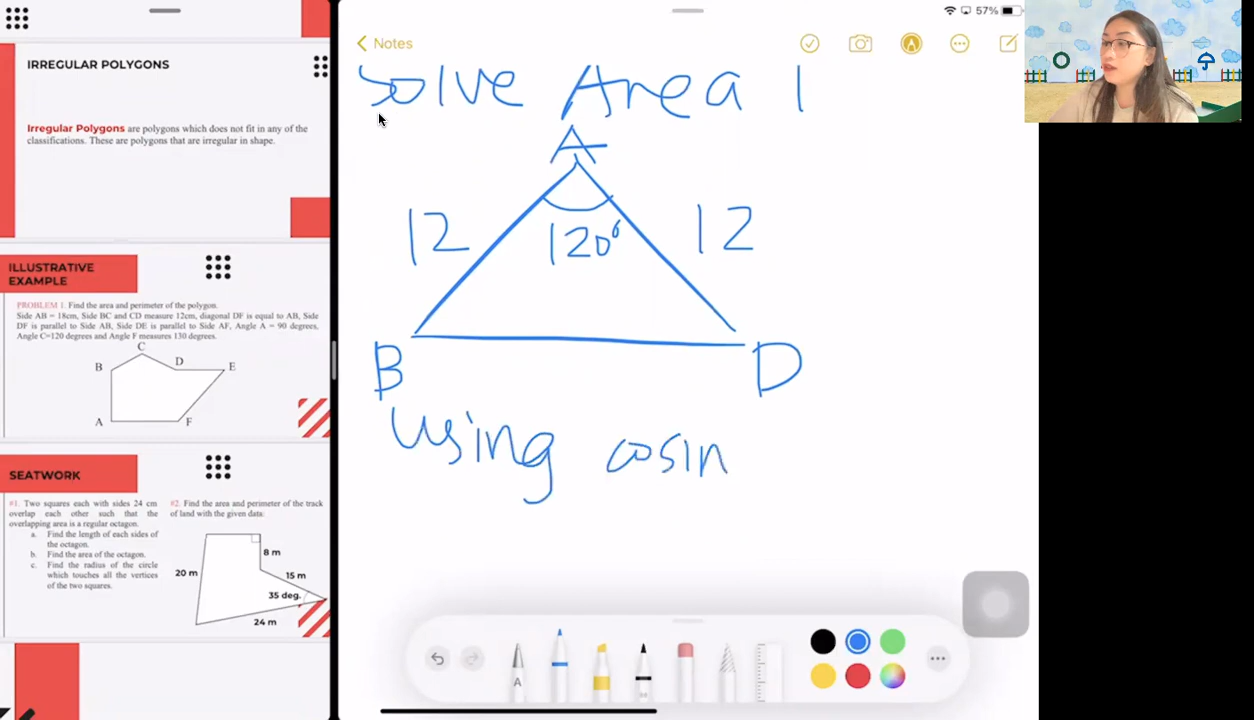 IRREGULAR POLYGONS
Irregular Polygons are polygons which does not fit in any of the
classifications. These are polygons that are irregular in shape.
ILLUSTRATIVE
EXAMPLE
PROBLEM 1. Find the area and perimeter of the polygon.
Side AB = 18cm, Side BC and CD measure 12cm, diagonal DF is equal to AB, Side
DF is parallel to Side AB, Side DE is parallel to Side AF, Angle A = 90 degrees,
Angle C=120 degrees and Angle F measures 130 degrees.
C
B
D
E
A
F
SEATWORK
#1. Two squares each with sides 24 cm
overlap each other such that the
overlapping area is a regular octagon.
a. Find the length of each sides of
the octagon.
b. Find the area of the octagon.
c. Find the radius of the circle
which touches all the vertices
of the two squares.
#2. Find the area and perimeter of the track
of land with the given data:
8 m
20 m
15 m
35 deg.
24 m
57%
Notes
Solve Area 1
A
12
120°
12
B
D
Using cosin
A